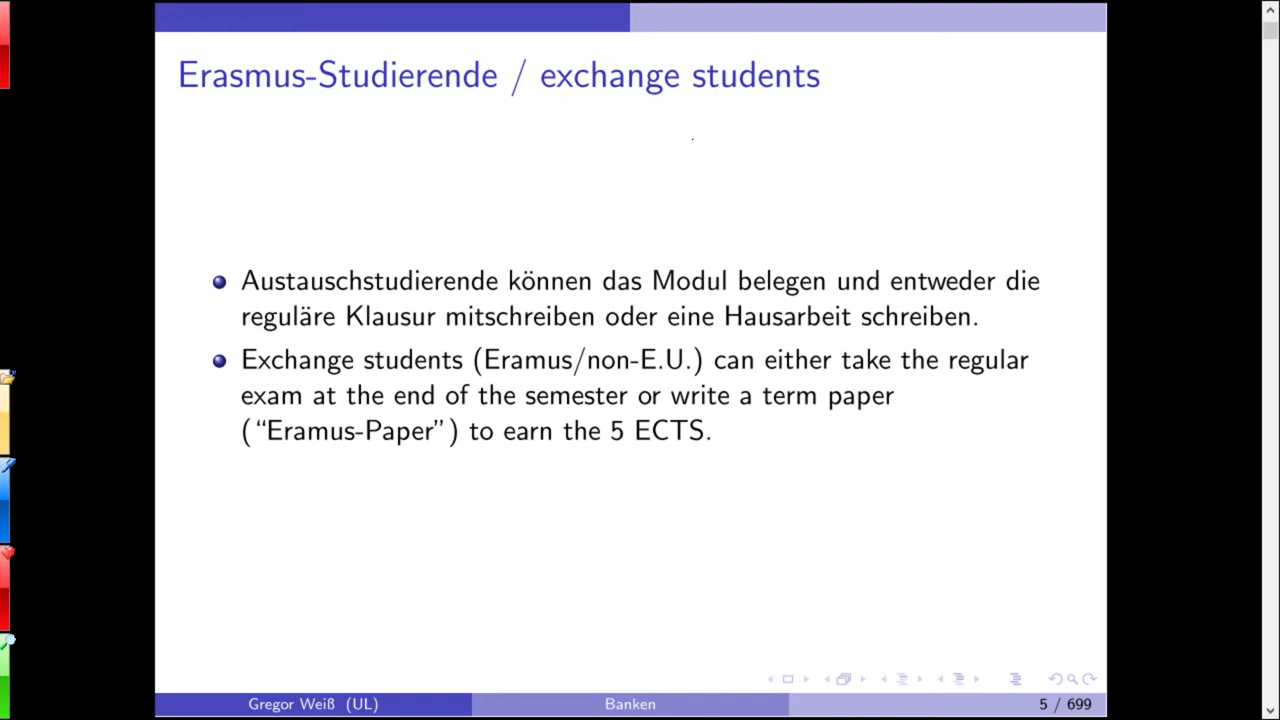 Erasmus-Studierende / exchange students
Austauschstudierende können das Modul belegen und entweder die
reguläre Klausur mitschreiben oder eine Hausarbeit schreiben.
Exchange students (Eramus/non-E.U.) can either take the regular
exam at the end of the semester or write a term paper
(“Eramus-Paper”) to earn the 5 ECTS.
Gregor Weiß (UL)
Banken
5 / 699